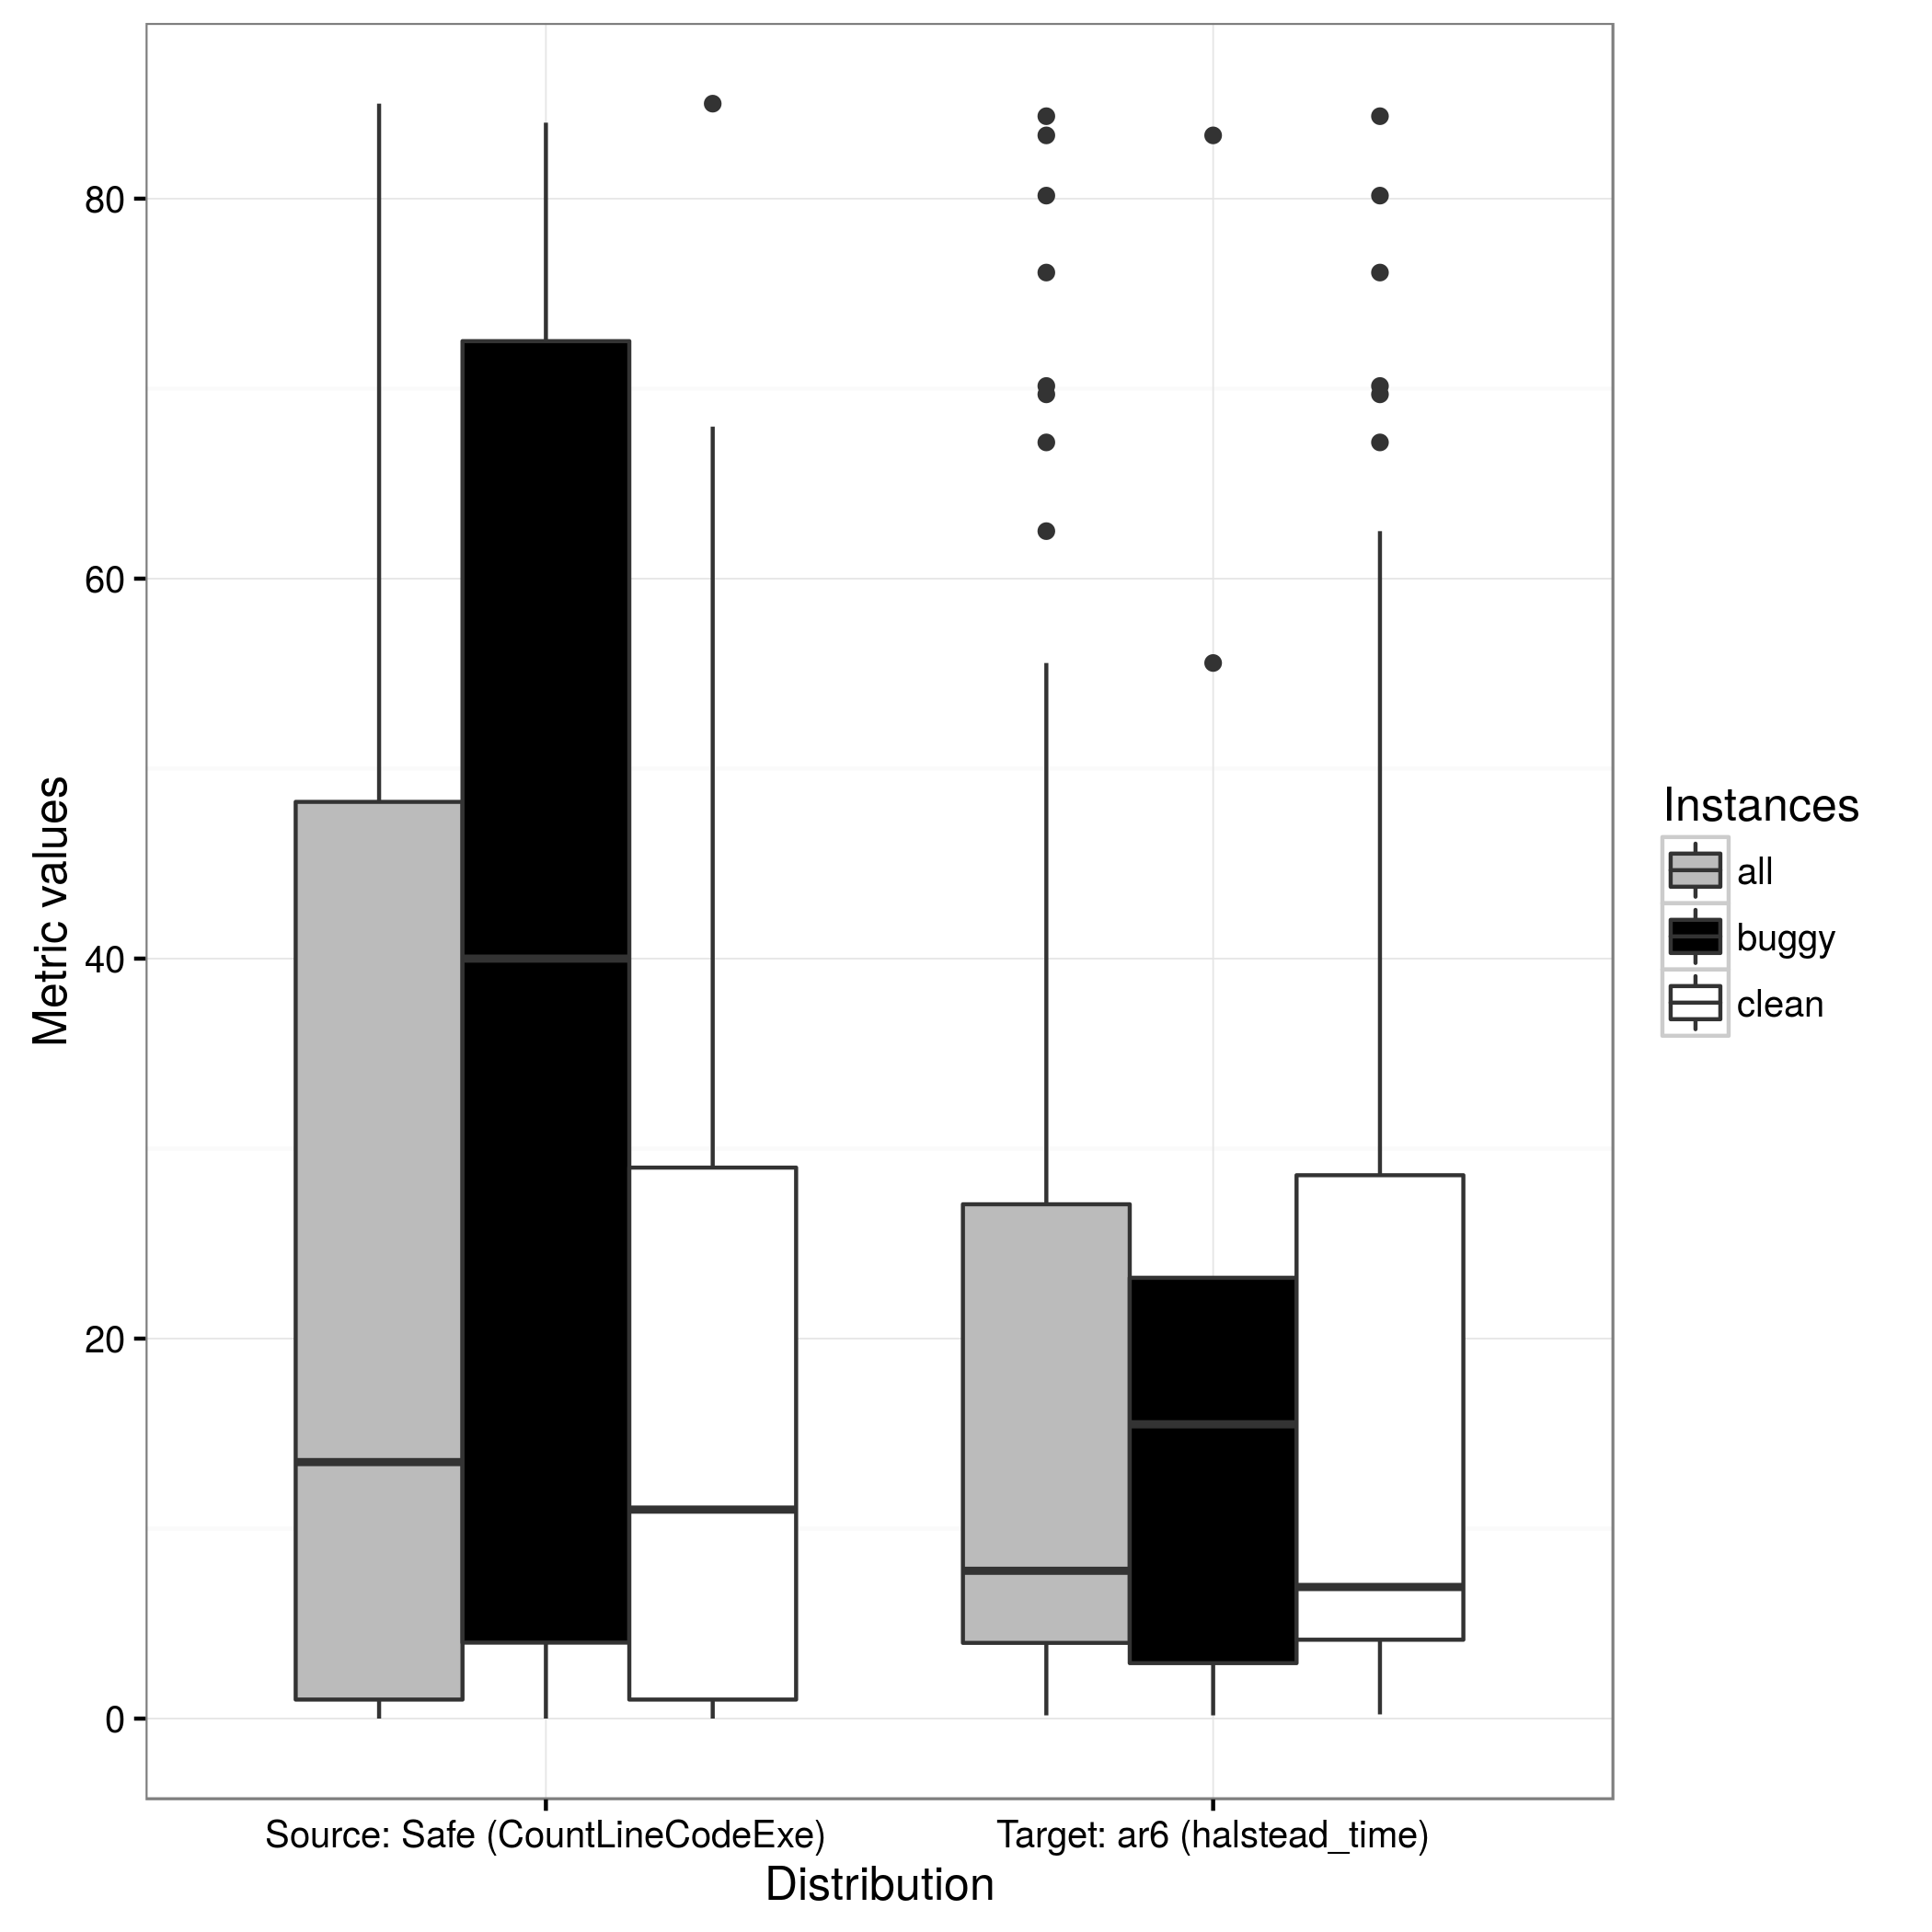 Metric values
80
60
40
20
0
Source: Safe (CountLineCodeExe)
Target: ar6 (halstead_time)
Distribution
Instances
all
buggy
clean